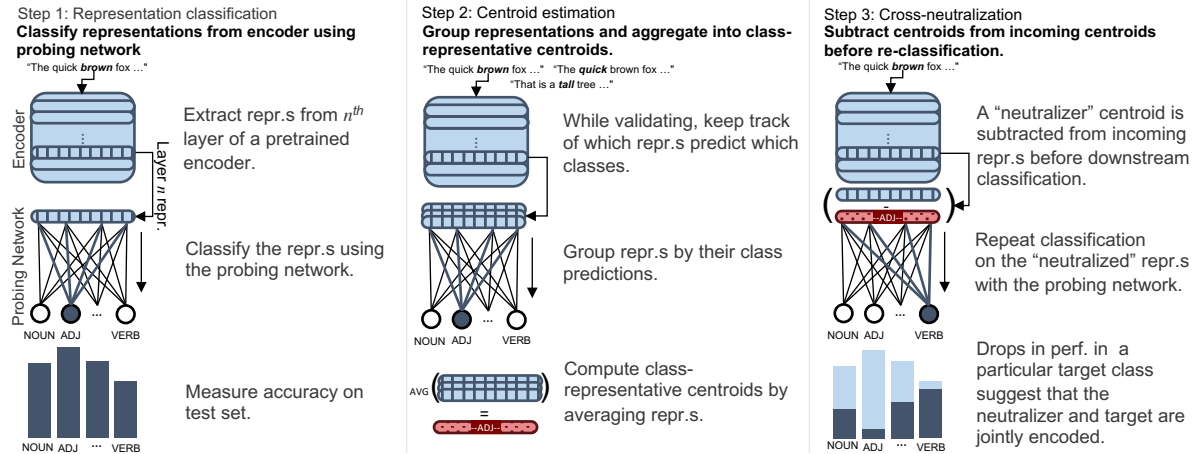 Step 1: Representation classification
Classify representations from encoder using
probing network
"The quick brown fox ..."
Encoder
Extract repr.s from nth
layer of a pretrained
encoder.
Layer n repr.
Probing Network
Classify the repr.s using
the probing network.
...
NOUN ADJ VERB
Measure accuracy on
test set.
NOUN ADJ ... VERB
Step 2: Centroid estimation
Group representations and aggregate into class-
representative centroids.
"The quick brown fox ..." "The quick brown fox ..."
"That is a tall tree ..."
While validating, keep track
of which repr.s predict which
classes.
Group repr.s by their class
predictions.
...
NOUN ADJ VERB
Compute class-
representative centroids by
averaging repr.s.
AVG ( )
=
--ADJ--
Step 3: Cross-neutralization
Subtract centroids from incoming centroids
before re-classification.
"The quick brown fox ..."
A "neutralizer" centroid is
subtracted from incoming
repr.s before downstream
classification.
( - )
--ADJ--
Repeat classification
on the "neutralized" repr.s
with the probing network.
...
NOUN ADJ VERB
Drops in perf. in a
particular target class
suggest that the
neutralizer and target are
jointly encoded.
NOUN ADJ ... VERB